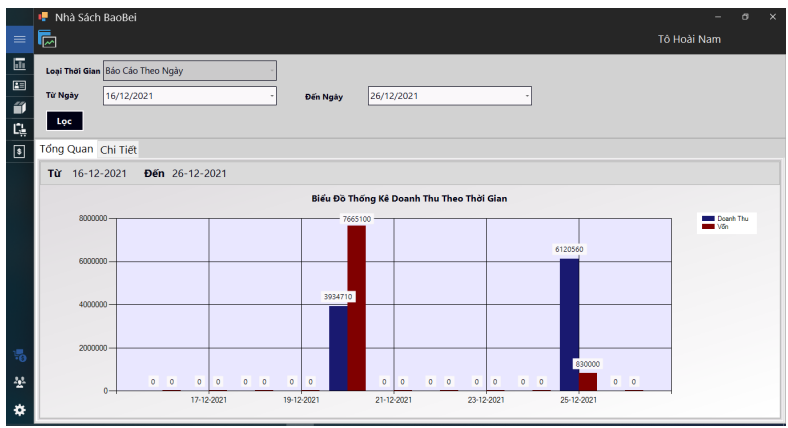 Nhà Sách BaoBei
Tô Hoài Nam
Loại Thời Gian Báo Cáo Theo Ngày
Từ Ngày 16/12/2021 Đến Ngày 26/12/2021
Lọc
Tổng Quan Chi Tiết
Từ 16-12-2021 Đến 26-12-2021
Biểu Đồ Thống Kê Doanh Thu Theo Thời Gian
8000000 7665100 Doanh Thu
Vốn
6120560
6000000
3934710
4000000
2000000
830000
0 0 0 0 0 0 0 0 0 0 0 0 0 0 0 0 0 0
0
17-12-2021 19-12-2021 21-12-2021 23-12-2021 25-12-2021